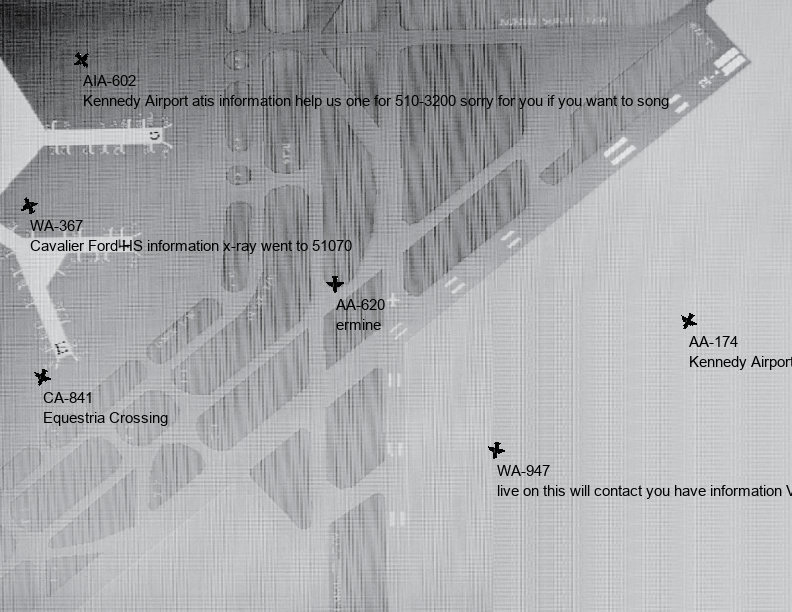 AIA-602
Kennedy Airport atis information help us one for 510-3200 sorry for you if you want to song
WA-367
Cavalier Ford HS information x-ray went to 51070
AA-620
ermine
AA-174
Kennedy Airport
CA-841
Equestria Crossing
WA-947
live on this will contact you have information V